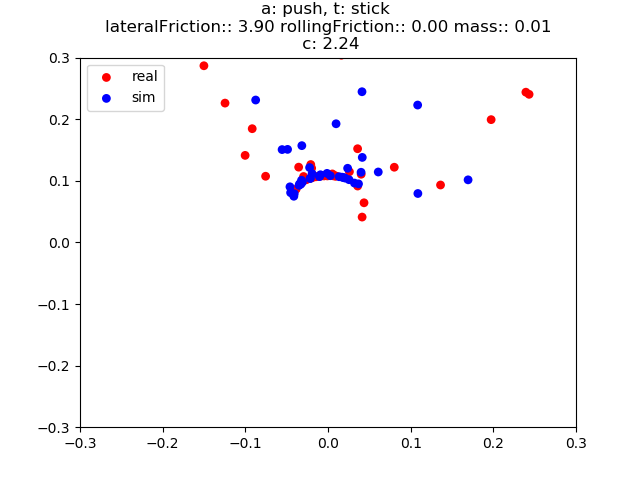 a: push, t: stick
lateralFriction:: 3.90 rollingFriction:: 0.00 mass:: 0.01
c: 2.24
real
sim
0.3
0.2
0.1
0.0
−0.1
−0.2
−0.3
−0.3 −0.2 −0.1 0.0 0.1 0.2 0.3